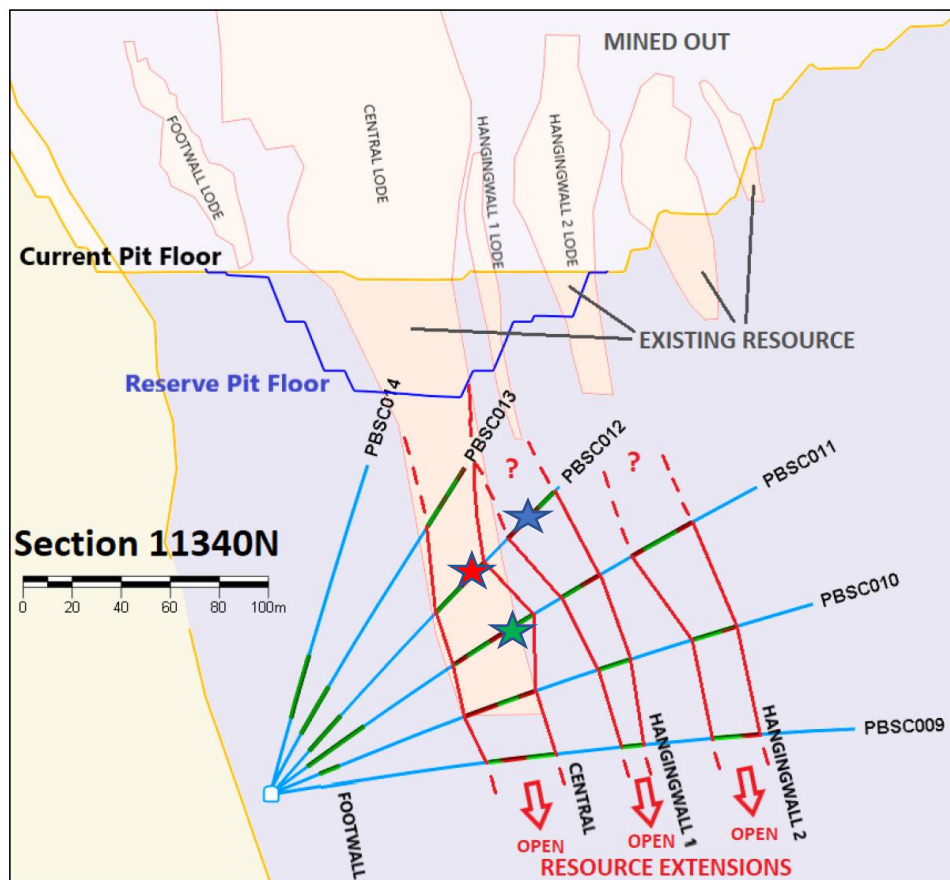 MINED OUT
FOOTWALL LODE
CENTRAL LODE
HANGINGWALL 1 LODE
HANGINGWALL 2 LODE
Current Pit Floor
EXISTING RESOURCE
Reserve Pit Floor
PBSC014
PBSC013
PBSC012
PBSC011
?
?
Section 11340N
0 20 40 60 80 100m
PBSC010
PBSC009
FOOTWALL
CENTRAL
HANGINGWALL 1
HANGINGWALL 2
OPEN
OPEN
OPEN
RESOURCE EXTENSIONS